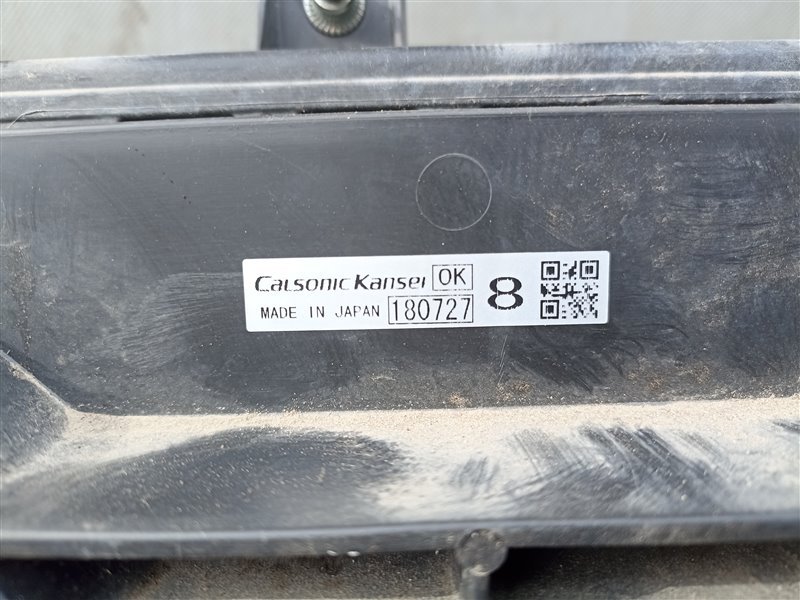 Calsonic Kansei OK
MADE IN JAPAN 180727
8